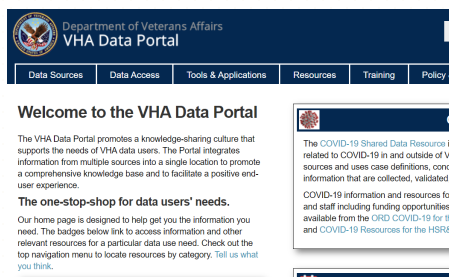 Department of Veterans Affairs
VHA Data Portal
Data Sources Data Access Tools & Applications Resources Training Policy
Welcome to the VHA Data Portal
The VHA Data Portal promotes a knowledge-sharing culture that
supports the needs of VHA data users. The Portal integrates
information from multiple sources into a single location to promote
a comprehensive knowledge base and to facilitate a positive end-
user experience.
The one-stop-shop for data users' needs.
Our home page is designed to help get you the information you
need. The badges below link to access information and other
relevant resources for a particular data use need. Check out the
top navigation menu to locate resources by category. Tell us what
you think.
The COVID-19 Shared Data Resource
related to COVID-19 in and outside of V
sources and uses case definitions, conc
information that are collected, validated
COVID-19 information and resources fo
and staff including funding opportunities
available from the ORD COVID-19 for th
and COVID-19 Resources for the HSR&